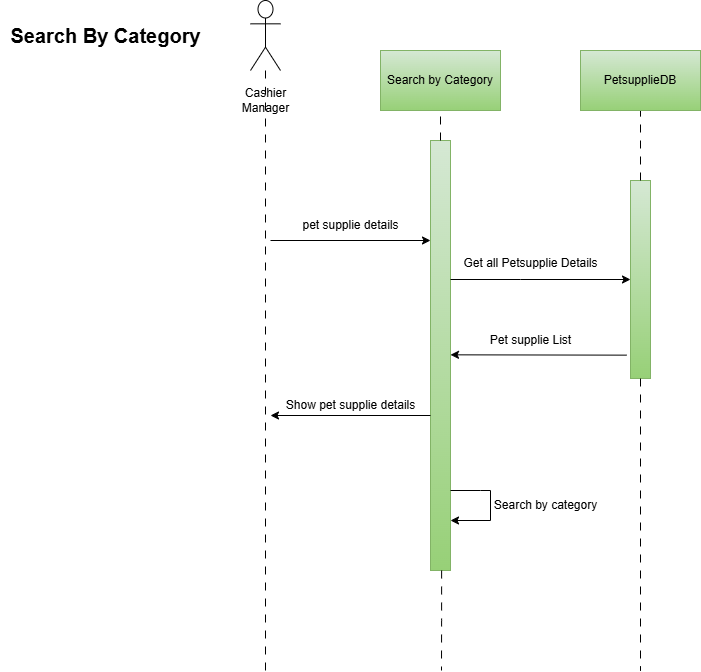 Search By Category
Cashier
Manager
Search by Category
PetsupplieDB
pet supplie details
Get all Petsupplie Details
Pet supplie List
Show pet supplie details
Search by category